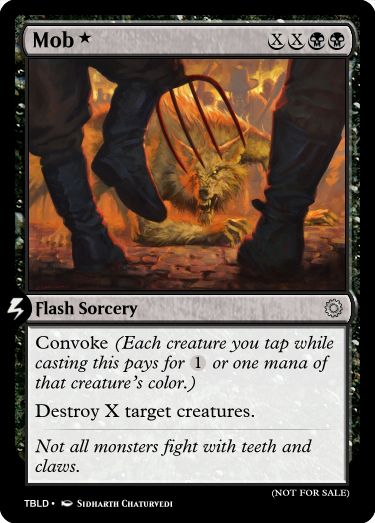 Mob ★ X X
Flash Sorcery
Convoke (Each creature you tap while
casting this pays for 1 or one mana of
that creature's color.)
Destroy X target creatures.
Not all monsters fight with teeth and
claws.
(NOT FOR SALE)
TBLD • Sidharth Chaturvedi